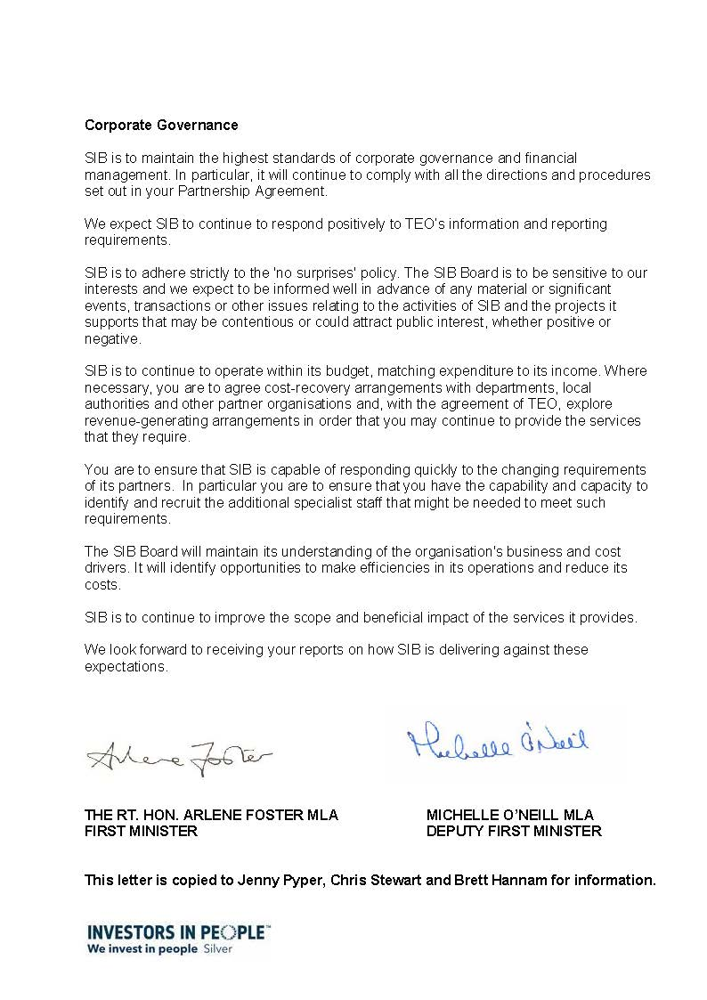 Corporate Governance
SIB is to maintain the highest standards of corporate governance and financial
management. In particular, it will continue to comply with all the directions and procedures
set out in your Partnership Agreement.
We expect SIB to continue to respond positively to TEO's information and reporting
requirements.
SIB is to adhere strictly to the 'no surprises' policy. The SIB Board is to be sensitive to our
interests and we expect to be informed well in advance of any material or significant
events, transactions or other issues relating to the activities of SIB and the projects it
supports that may be contentious or could attract public interest, whether positive or
negative.
SIB is to continue to operate within its budget, matching expenditure to its income. Where
necessary, you are to agree cost-recovery arrangements with departments, local
authorities and other partner organisations and, with the agreement of TEO, explore
revenue-generating arrangements in order that you may continue to provide the services
that they require.
You are to ensure that SIB is capable of responding quickly to the changing requirements
of its partners.  In particular you are to ensure that you have the capability and capacity to
identify and recruit the additional specialist staff that might be needed to meet such
requirements.
The SIB Board will maintain its understanding of the organisation's business and cost
drivers. It will identify opportunities to make efficiencies in its operations and reduce its
costs.
SIB is to continue to improve the scope and beneficial impact of the services it provides.
We look forward to receiving your reports on how SIB is delivering against these
expectations.
Arlene Foster Michelle O'Neill
THE RT. HON. ARLENE FOSTER MLA MICHELLE O'NEILL MLA
FIRST MINISTER DEPUTY FIRST MINISTER
This letter is copied to Jenny Pyper, Chris Stewart and Brett Hannam for information.
INVESTORS IN PEOPLE™
We invest in people Silver